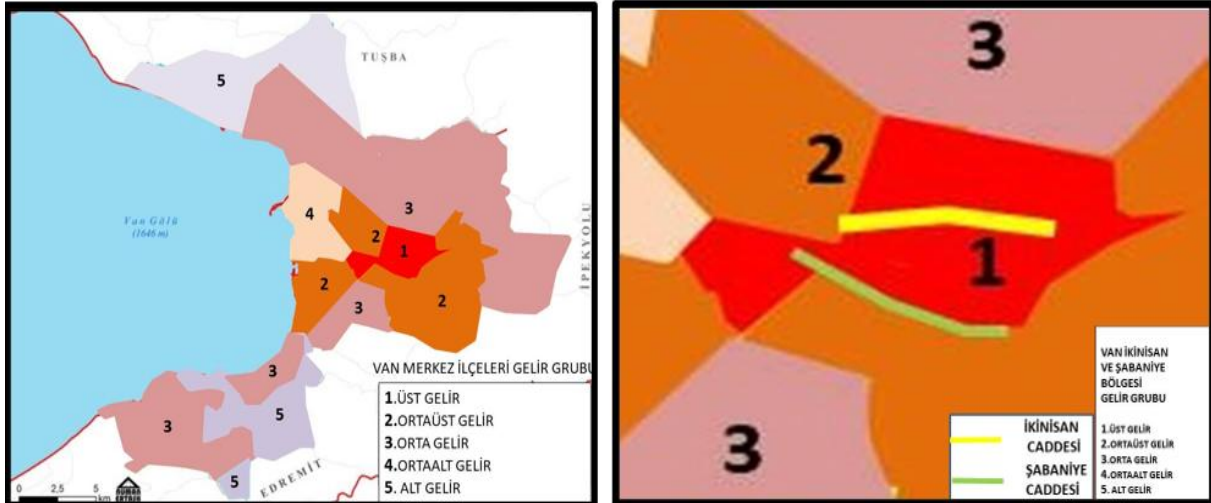 TUŞBA
5
Van Gölü
(1646 m)
4
3
2
1
İPEKYOLU
2
2
3
3
5
3
5
EDREMİT
VAN MERKEZ İLÇELERİ GELİR GRUBU
1.ÜST GELİR
2.ORTAÜST GELİR
3.ORTA GELİR
4.ORTAALT GELİR
5. ALT GELİR
0 2,5 5
km
3
2
1
3
İKİNİSAN
CADDESİ
ŞABANİYE
CADDESİ
VAN İKİNİSAN
VE ŞABANİYE
BÖLGESİ
GELİR GRUBU
1.ÜST GELİR
2.ORTAÜST GELİR
3.ORTA GELİR
4.ORTAALT GELİR
5. ALT GELİR